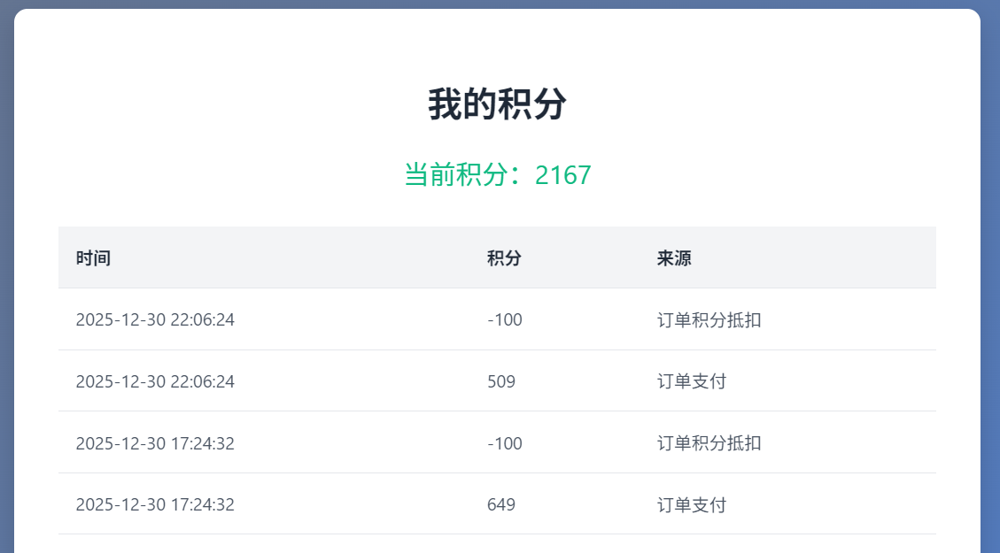 我的积分
当前积分：2167
时间 积分 来源
2025-12-30 22:06:24 -100 订单积分抵扣
2025-12-30 22:06:24 509 订单支付
2025-12-30 17:24:32 -100 订单积分抵扣
2025-12-30 17:24:32 649 订单支付